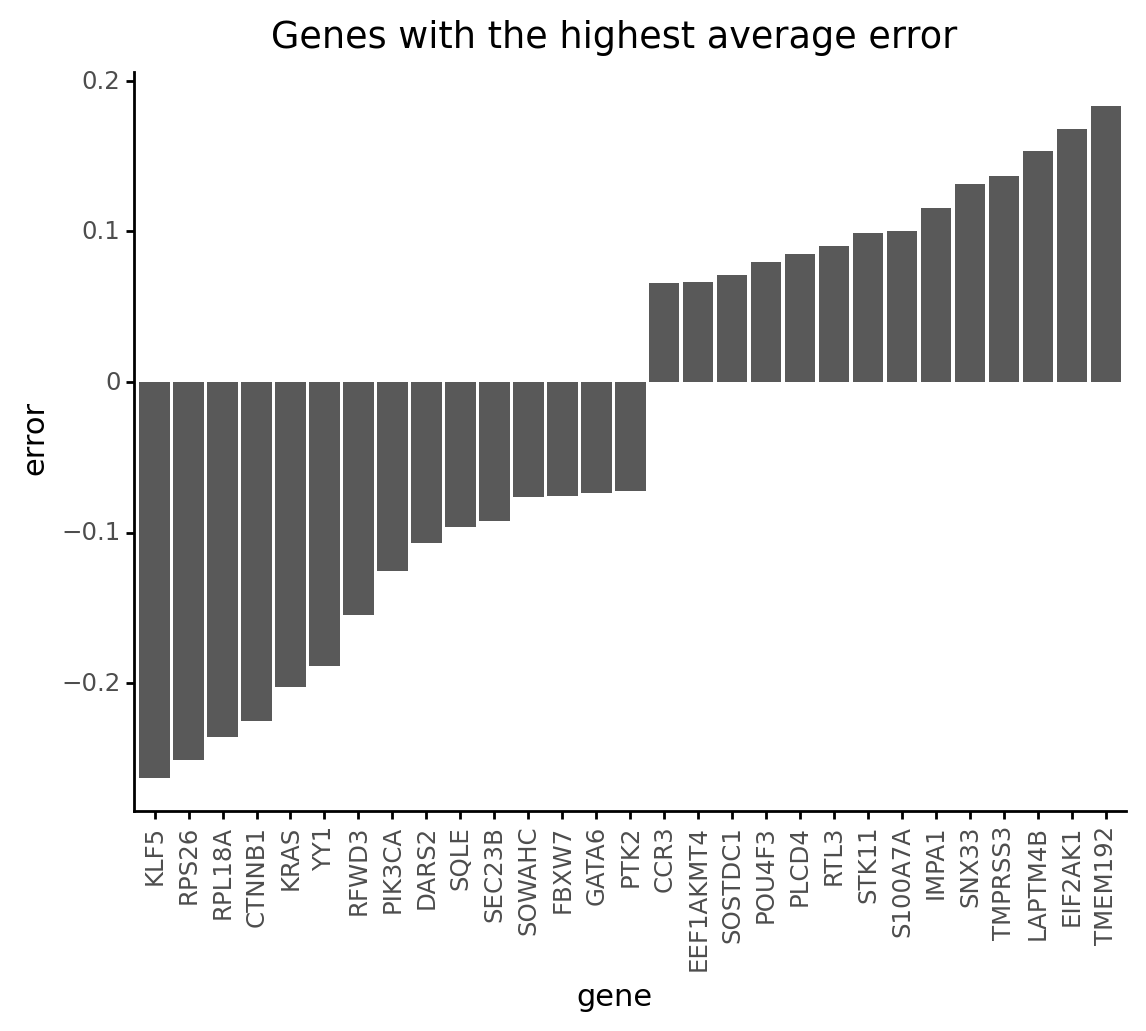 Genes with the highest average error
0.2
0.1
0
−0.1
−0.2
error
KLF5
RPS26
RPL18A
CTNNB1
KRAS
YY1
RFWD3
PIK3CA
DARS2
SQLE
SEC23B
SOWAHC
FBXW7
GATA6
PTK2
CCR3
EEF1AKMT4
SOSTDC1
POU4F3
PLCD4
RTL3
STK11
S100A7A
IMPA1
SNX33
TMPRSS3
LAPTM4B
EIF2AK1
TMEM192
gene